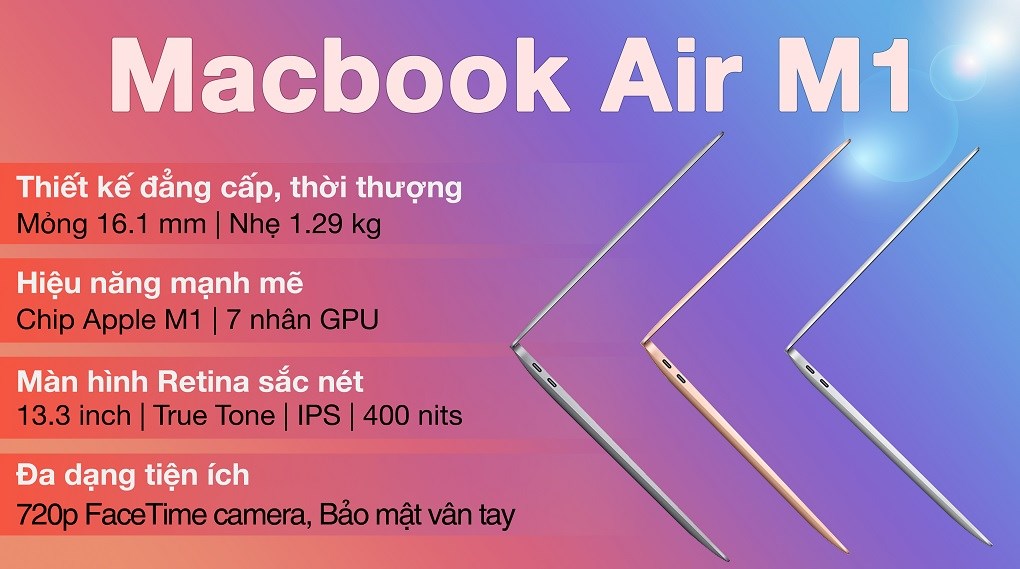 Macbook Air M1
Thiết kế đẳng cấp, thời thượng
Mỏng 16.1 mm | Nhẹ 1.29 kg
Hiệu năng mạnh mẽ
Chip Apple M1 | 7 nhân GPU
Màn hình Retina sắc nét
13.3 inch | True Tone | IPS | 400 nits
Đa dạng tiện ích
720p FaceTime camera, Bảo mật vân tay